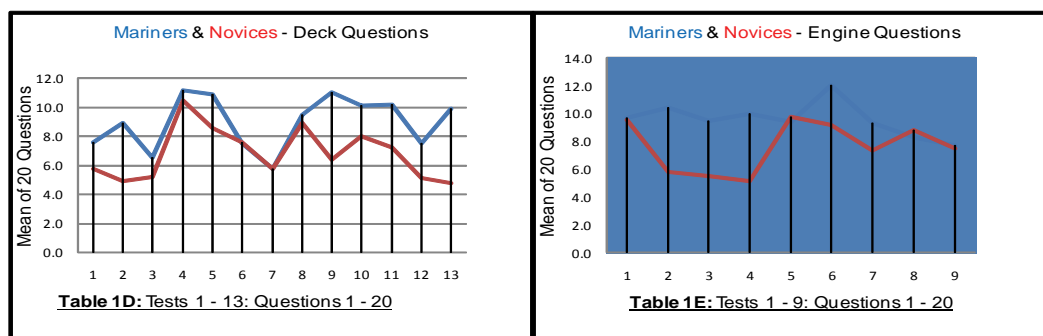 Mariners & Novices - Deck Questions
Mean of 20 Questions
12.0
10.0
8.0
6.0
4.0
2.0
0.0
1 2 3 4 5 6 7 8 9 10 11 12 13
Table 1D: Tests 1 - 13: Questions 1 - 20
Mariners & Novices - Engine Questions
Mean of 20 Questions
14.0
12.0
10.0
8.0
6.0
4.0
2.0
0.0
1 2 3 4 5 6 7 8 9
Table 1E: Tests 1 - 9: Questions 1 - 20